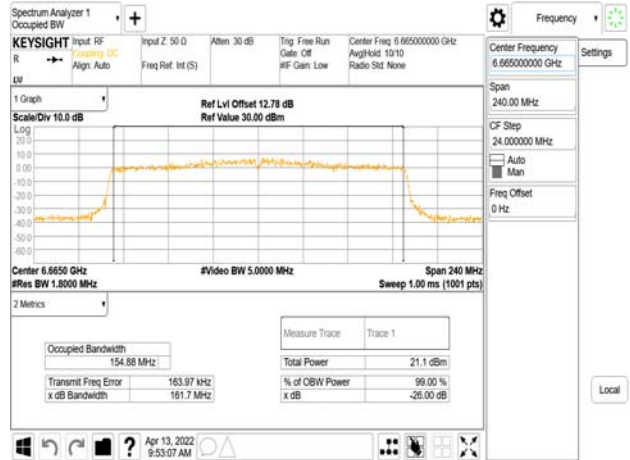 Spectrum Analyzer 1
Occupied BW
Frequency
KEYSIGHT
Input: RF
Coupling: DC
Align: Auto
Input Z: 50 Ω
Freq Ref: Int (S)
Atten: 30 dB
Trig: Free Run
Gate: Off
#IF Gain: Low
Center Freq: 6.665000000 GHz
Avg|Hold: 10/10
Radio Std: None
R
LXI
Center Frequency
6.665000000 GHz
Settings
Span
240.00 MHz
CF Step
24.000000 MHz
Auto
Man
Freq Offset
0 Hz
Local
1 Graph
Scale/Div 10.0 dB
Ref Lvl Offset 12.78 dB
Ref Value 30.00 dBm
Log
20.0
10.0
0.00
-10.0
-20.0
-30.0
-40.0
-50.0
-60.0
Center 6.6650 GHz
#Res BW 1.8000 MHz
#Video BW 5.0000 MHz
Span 240 MHz
Sweep 1.00 ms (1001 pts)
2 Metrics
Measure Trace Trace 1
Occupied Bandwidth
154.88 MHz
Total Power 21.1 dBm
Transmit Freq Error 163.97 kHz
% of OBW Power 99.00 %
x dB Bandwidth 161.7 MHz
x dB -26.00 dB
Apr 13, 2022
9:53:07 AM